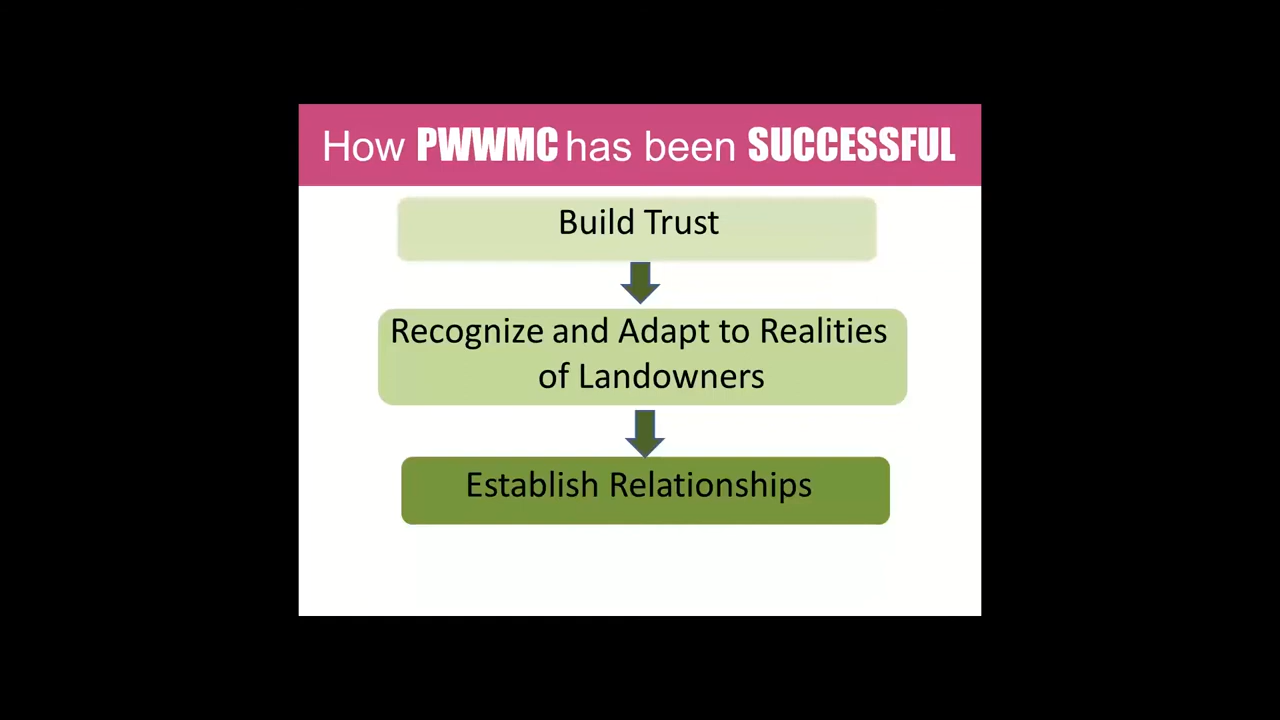 How PWWMC has been SUCCESSFUL
Build Trust
Recognize and Adapt to Realities
of Landowners
Establish Relationships